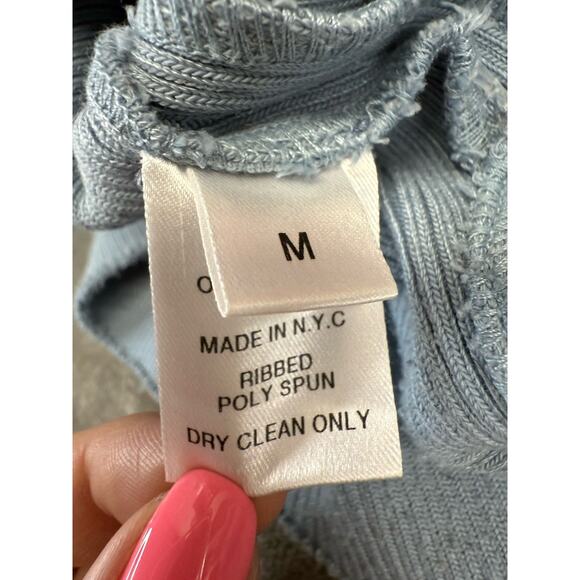 M
MADE IN N.Y.C
RIBBED
POLY SPUN
DRY CLEAN ONLY